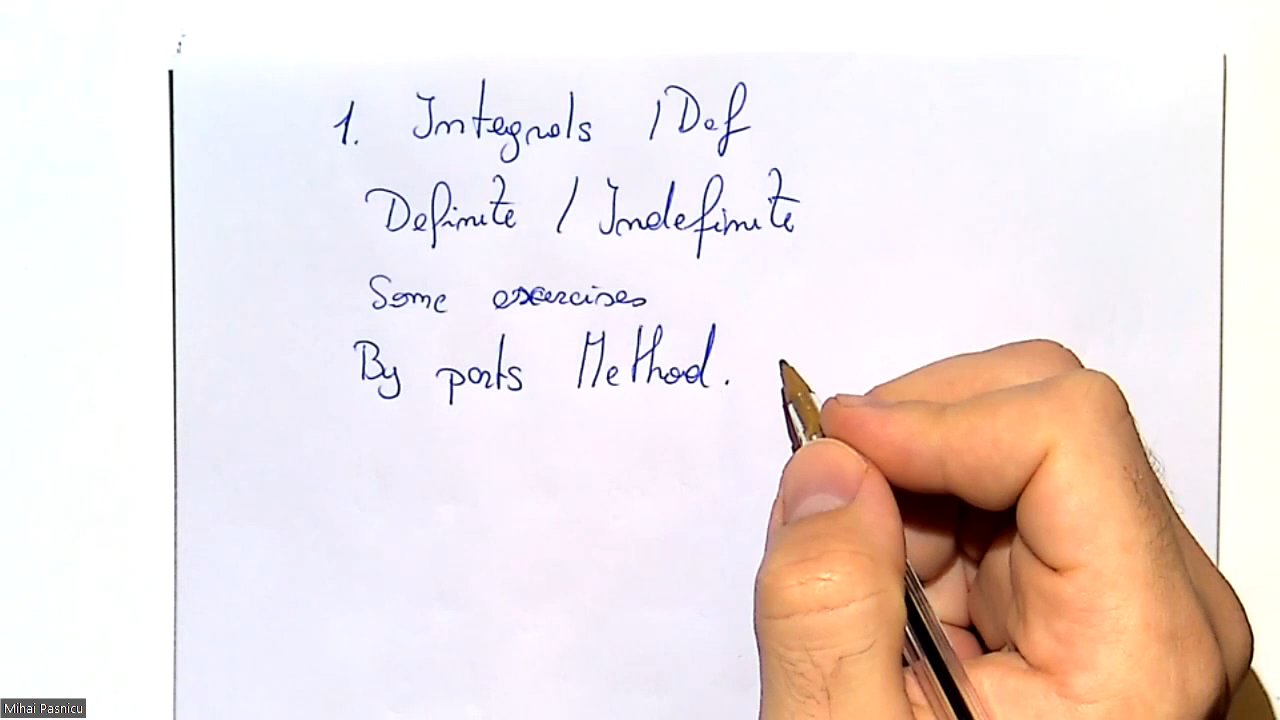 1. Integrals / Def
Definite / Indefinite
Some exercises
By parts Method.
Mihai Pasnicu